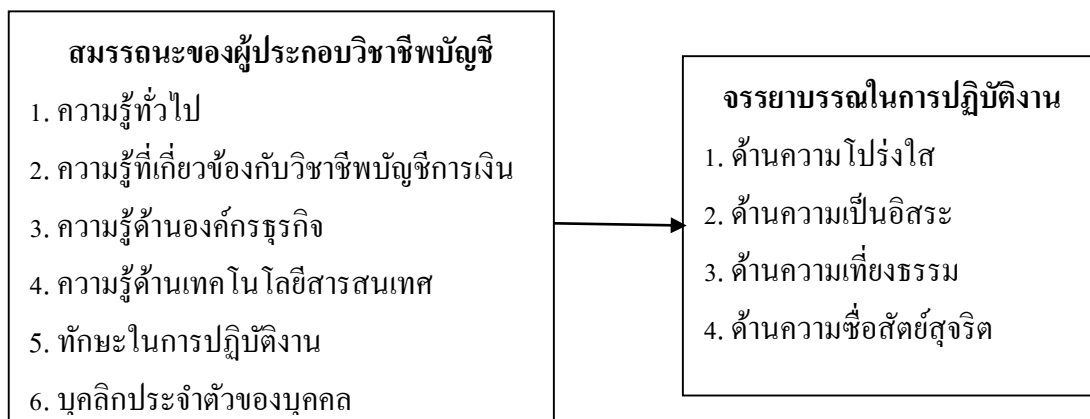 สมรรถนะของผู้ประกอบวิชาชีพบัญชี
1. ความรู้ทั่วไป
2. ความรู้ที่เกี่ยวข้องกับวิชาชีพบัญชีการเงิน
3. ความรู้ด้านองค์กรธุรกิจ
4. ความรู้ด้านเทคโนโลยีสารสนเทศ
5. ทักษะในการปฏิบัติงาน
6. บุคลิกประจำตัวของบุคคล
จรรยาบรรณในการปฏิบัติงาน
1. ด้านความโปร่งใส
2. ด้านความเป็นอิสระ
3. ด้านความเที่ยงธรรม
4. ด้านความซื่อสัตย์สุจริต